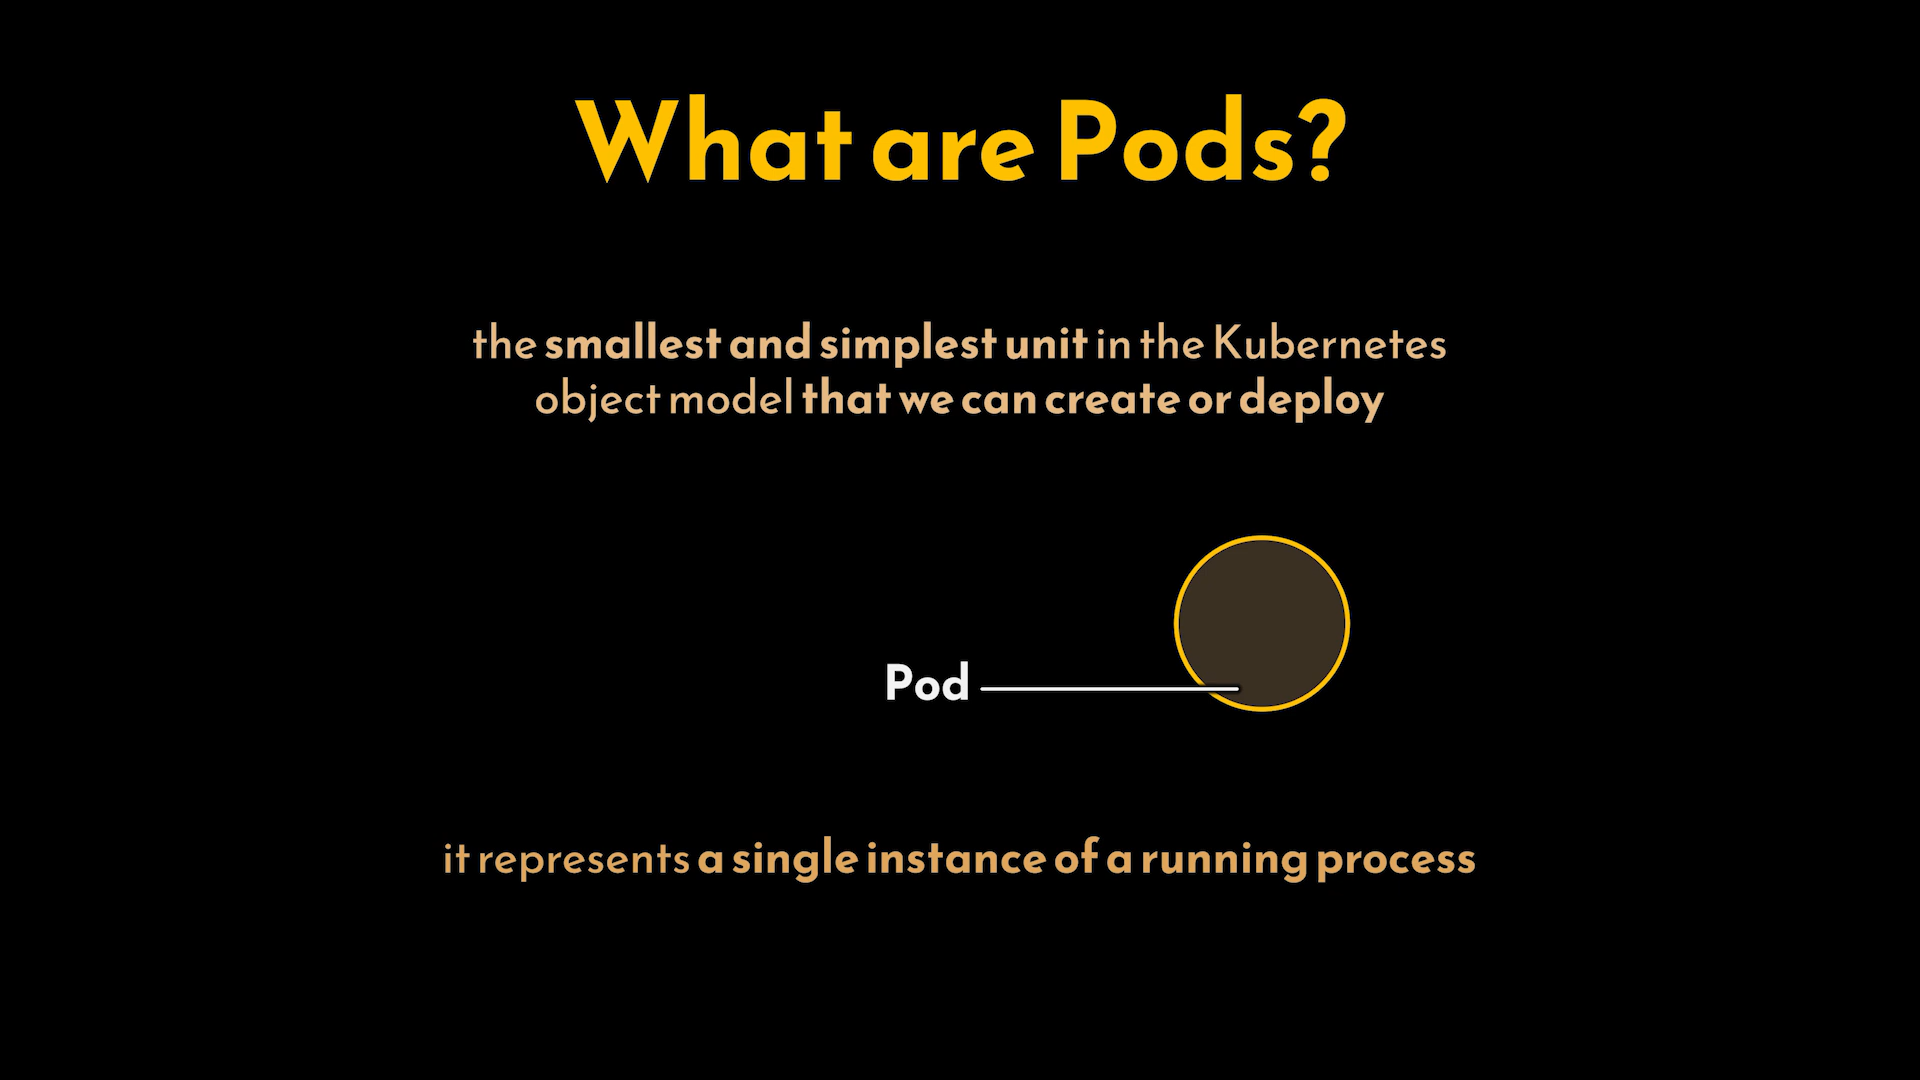 What are Pods?
the smallest and simplest unit in the Kubernetes
object model that we can create or deploy
Pod
it represents a single instance of a running process